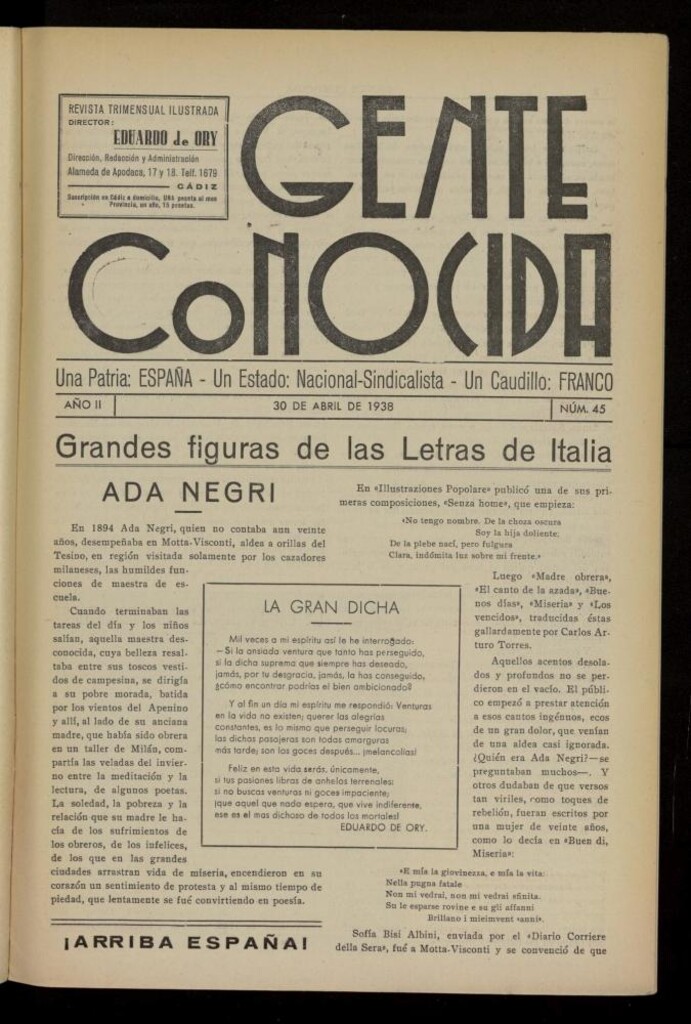 REVISTA TRIMENSUAL ILUSTRADA
DIRECTOR:
EDUARDO de ORY
Dirección, Redacción y Administración
Alameda de Apodaca, 17 y 18. Telf. 1679
CÁDIZ
Suscripción en Cádiz a domicilio, UNA peseta al mes
Provincia, un año, 15 pesetas.
GENTE
CONOCIDA
Una Patria: ESPAÑA - Un Estado: Nacional-Sindicalista - Un Caudillo: FRANCO
AÑO II
30 DE ABRIL DE 1938
NÚM. 45
Grandes figuras de las Letras de Italia
ADA NEGRI
En 1894 Ada Negri, quien no contaba aun veinte
años, desempeñaba en Motta-Visconti, aldea a orillas del
Tesino, en región visitada solamente por los cazadores
milaneses, las humildes fun-
ciones de maestra de es-
cuela.
Cuando terminaban las
tareas del día y los niños
salían, aquella maestra des-
conocida, cuya belleza resal-
taba entre sus toscos vesti-
dos de campesina, se dirigía
a su pobre morada, batida
por los vientos del Apenino
y allí, al lado de su anciana
madre, que había sido obrera
en un taller de Milán, com-
partía las veladas del invier-
no entre la meditación y la
lectura, de algunos poetas.
La soledad, la pobreza y la
relación que su madre le ha-
cía de los sufrimientos de
los obreros, de los infelices,
de los que en las grandes
ciudades arrastran vida de miseria, encendieron en su
corazón un sentimiento de protesta y al mismo tiempo de
piedad, que lentamente se fué convirtiendo en poesía.
¡ARRIBA ESPAÑA!
LA GRAN DICHA
Mil veces a mi espíritu así le he interrogado:
—Si la ansiada ventura que tanto has perseguido,
si la dicha suprema que siempre has deseado,
jamás, por tu desgracia, jamás, la has conseguido,
¿cómo encontrar podrías el bien ambicionado?
Y al fin un día mi espíritu me respondió: Venturas
en la vida no existen; querer las alegrías
constantes, es lo mismo que perseguir locuras;
las dichas pasajeras son todas amarguras
más tarde; son los goces después... ¡melancolías!
Feliz en esta vida serás, únicamente,
si tus pasiones libras de anhelos terrenales;
si no buscas venturas ni goces impaciente;
¡que aquel que nada espera, que vive indiferente,
ese es el mas dichoso de todos los mortales!
EDUARDO DE ORY.
En «Illustraziones Popolare» publicó una de sus pri-
meras composiciones, «Senza home», que empieza:
«No tengo nombre. De la choza oscura
Soy la hija doliente:
De la plebe nací, pero fulgura
Clara, indómita luz sobre mi frente.»
Luego «Madre obrera»,
«El canto de la azada», «Bue-
nos días», «Miseria» y «Los
vencidos», traducidas éstas
gallardamente por Carlos Ar-
turo Torres.
Aquellos acentos desola-
dos y profundos no se per-
dieron en el vacío. El públi-
co empezó a prestar atención
a esos cantos ingénuos, ecos
de un gran dolor, que venían
de una aldea casi ignorada.
¿Quién era Ada Negri?—se
preguntaban muchos—. Y
otros dudaban de que versos
tan viriles, como toques de
rebelión, fueran escritos por
una mujer de veinte años,
como lo decía en «Buen di,
Miseria»:
«E mía la giovinezza, e mía la vita:
Nella pugna fatale
Non mi vedrai, non mi vedrai sfinita.
Su le esparse rovine e su gli affanni
Brillano i mieimvent «anni».
Sofía Bisi Albini, enviada por el «Diario Corriere
della Sera», fué a Motta-Visconti y se convenció de que